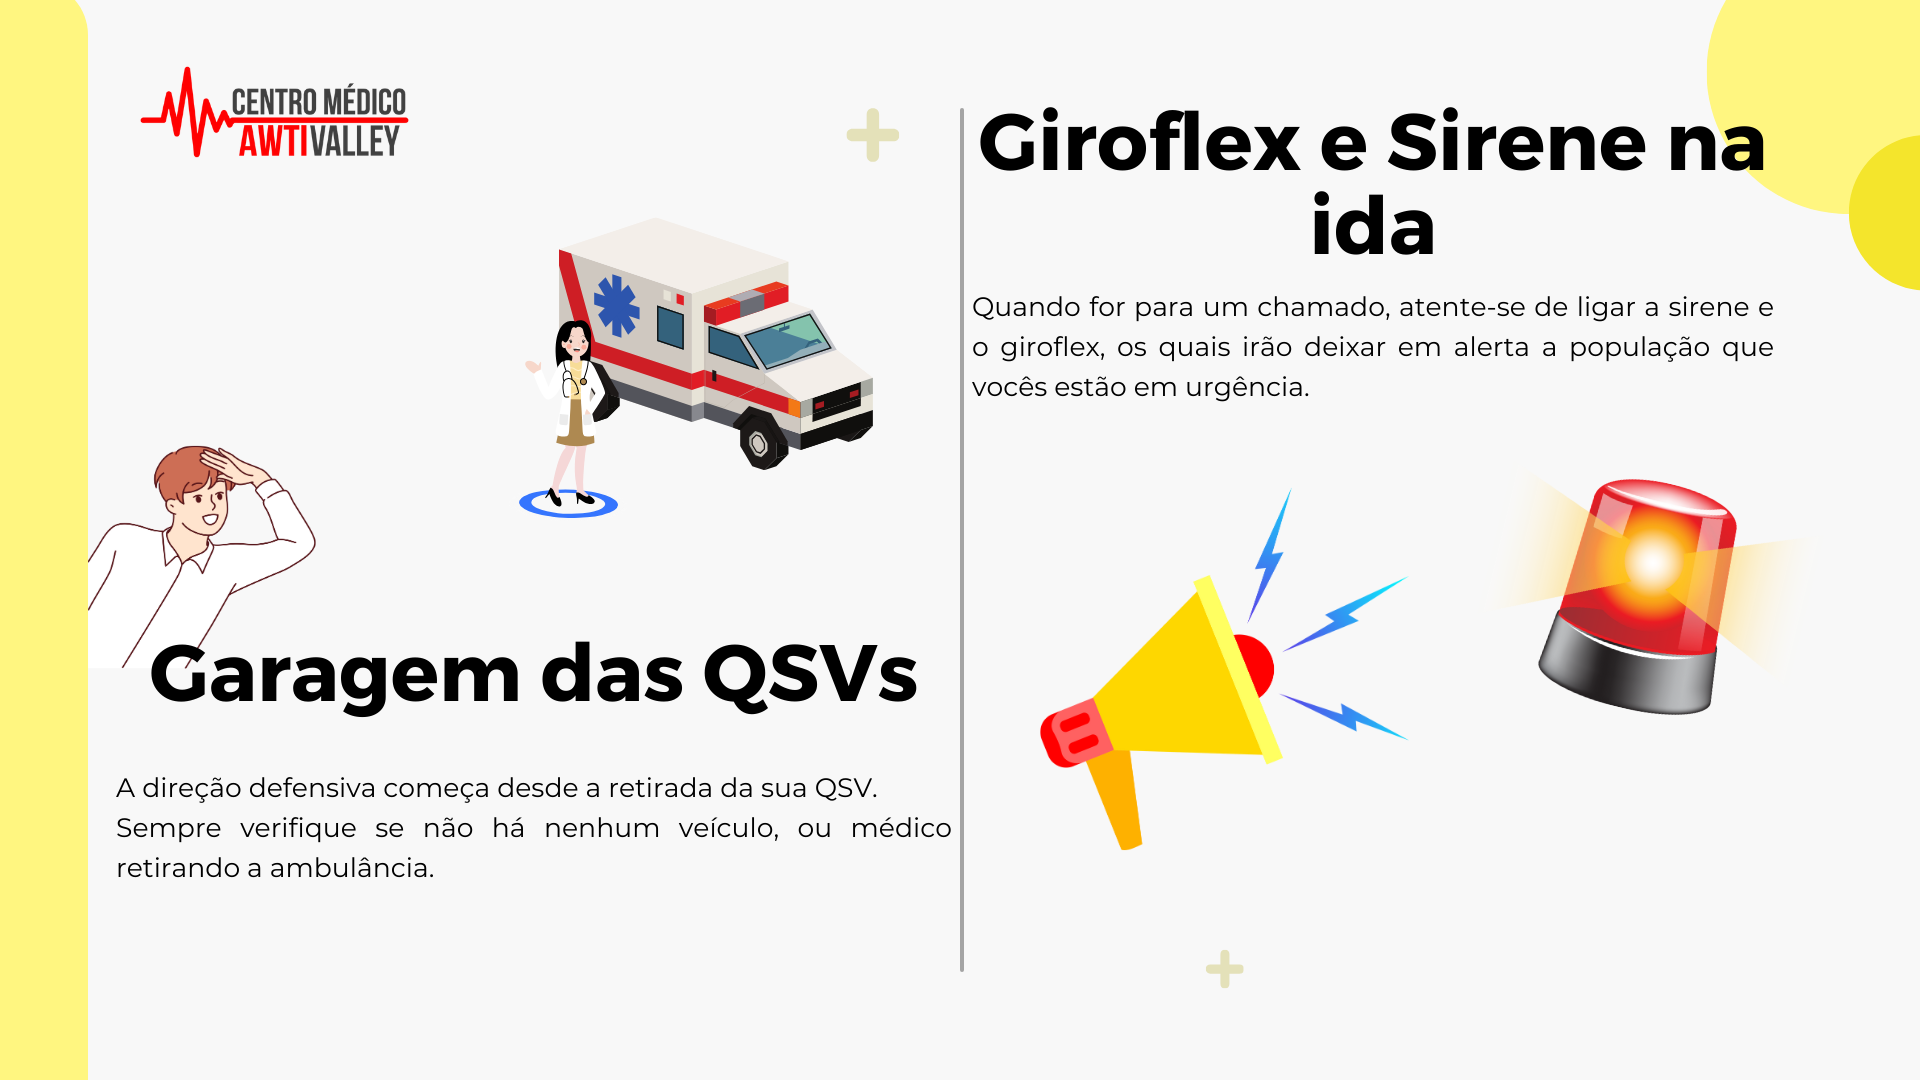 CENTRO MÉDICO
AWTIVALLEY
Garagem das QSVs
A direção defensiva começa desde a retirada da sua QSV.
Sempre verifique se não há nenhum veículo, ou médico
retirando a ambulância.
Giroflex e Sirene na
ida
Quando for para um chamado, atente-se de ligar a sirene e
o giroflex, os quais irão deixar em alerta a população que
vocês estão em urgência.